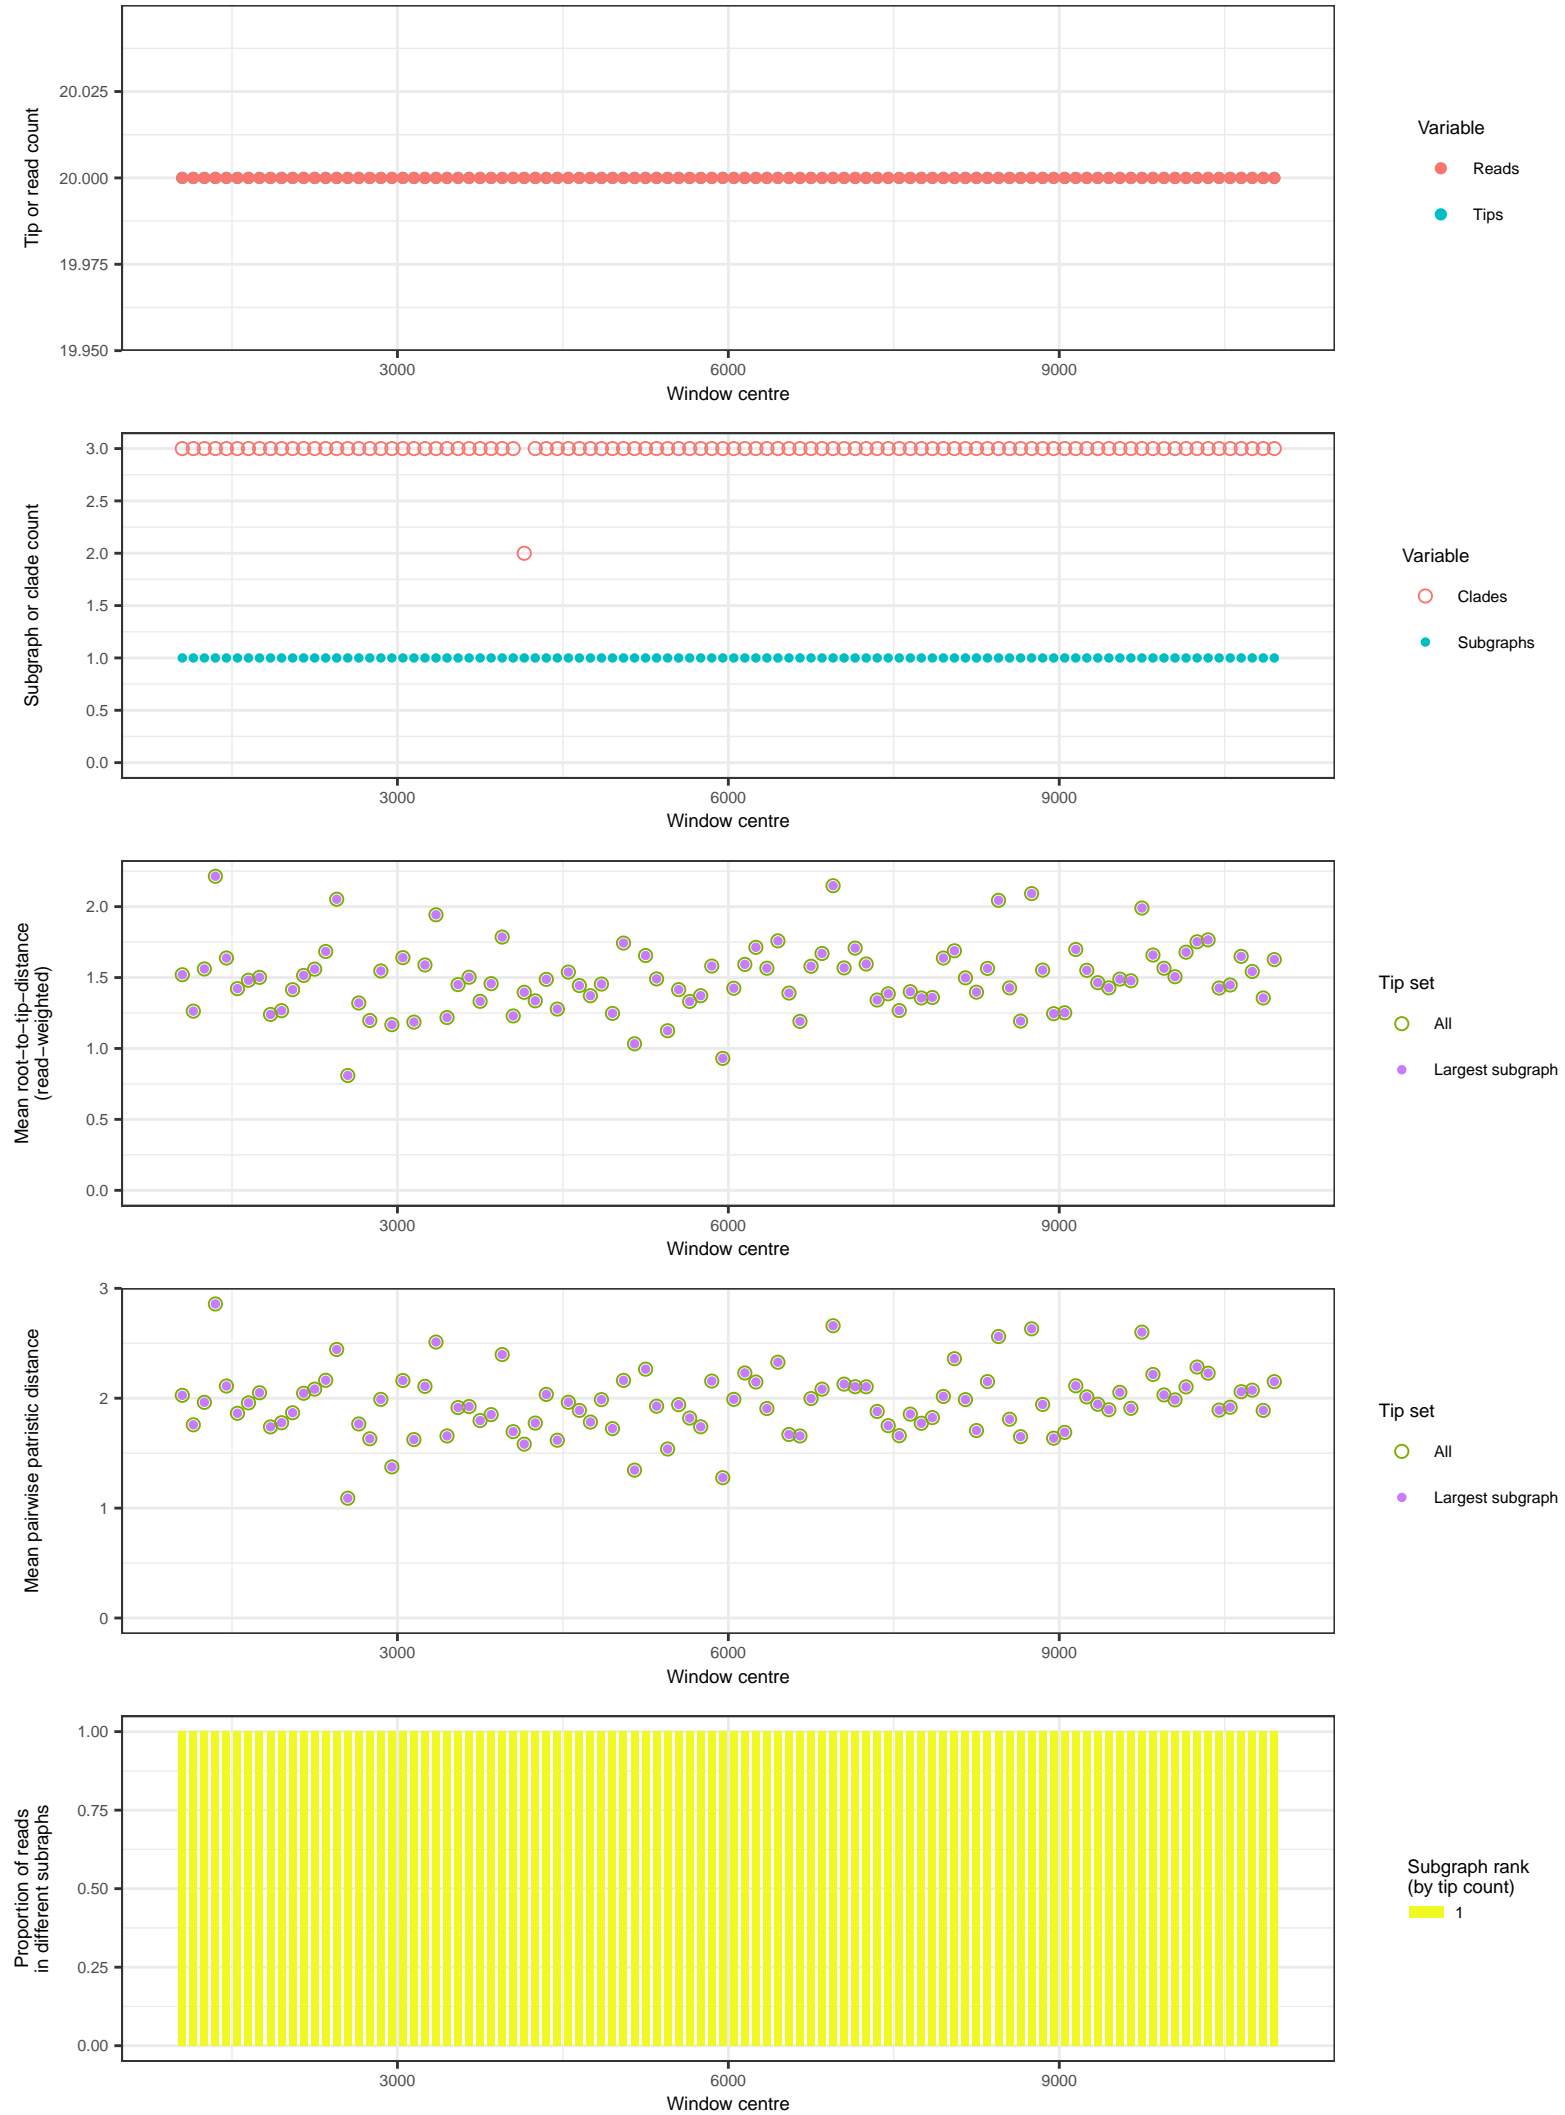 20.025
20.000
19.975
19.950
Tip or read count
3000
6000
9000
Window centre
Variable
Reads
Tips
3.0
2.5
2.0
1.5
1.0
0.5
0.0
Subgraph or clade count
3000
6000
9000
Window centre
Variable
Clades
Subgraphs
2.0
1.5
1.0
0.5
0.0
Mean root−to−tip−distance
(read−weighted)
3000
6000
9000
Window centre
Tip set
All
Largest subgraph
3
2
1
0
Mean pairwise patristic distance
3000
6000
9000
Window centre
Tip set
All
Largest subgraph
1.00
0.75
0.50
0.25
0.00
Proportion of reads
in different subraphs
3000
6000
9000
Window centre
Subgraph rank
(by tip count)
1